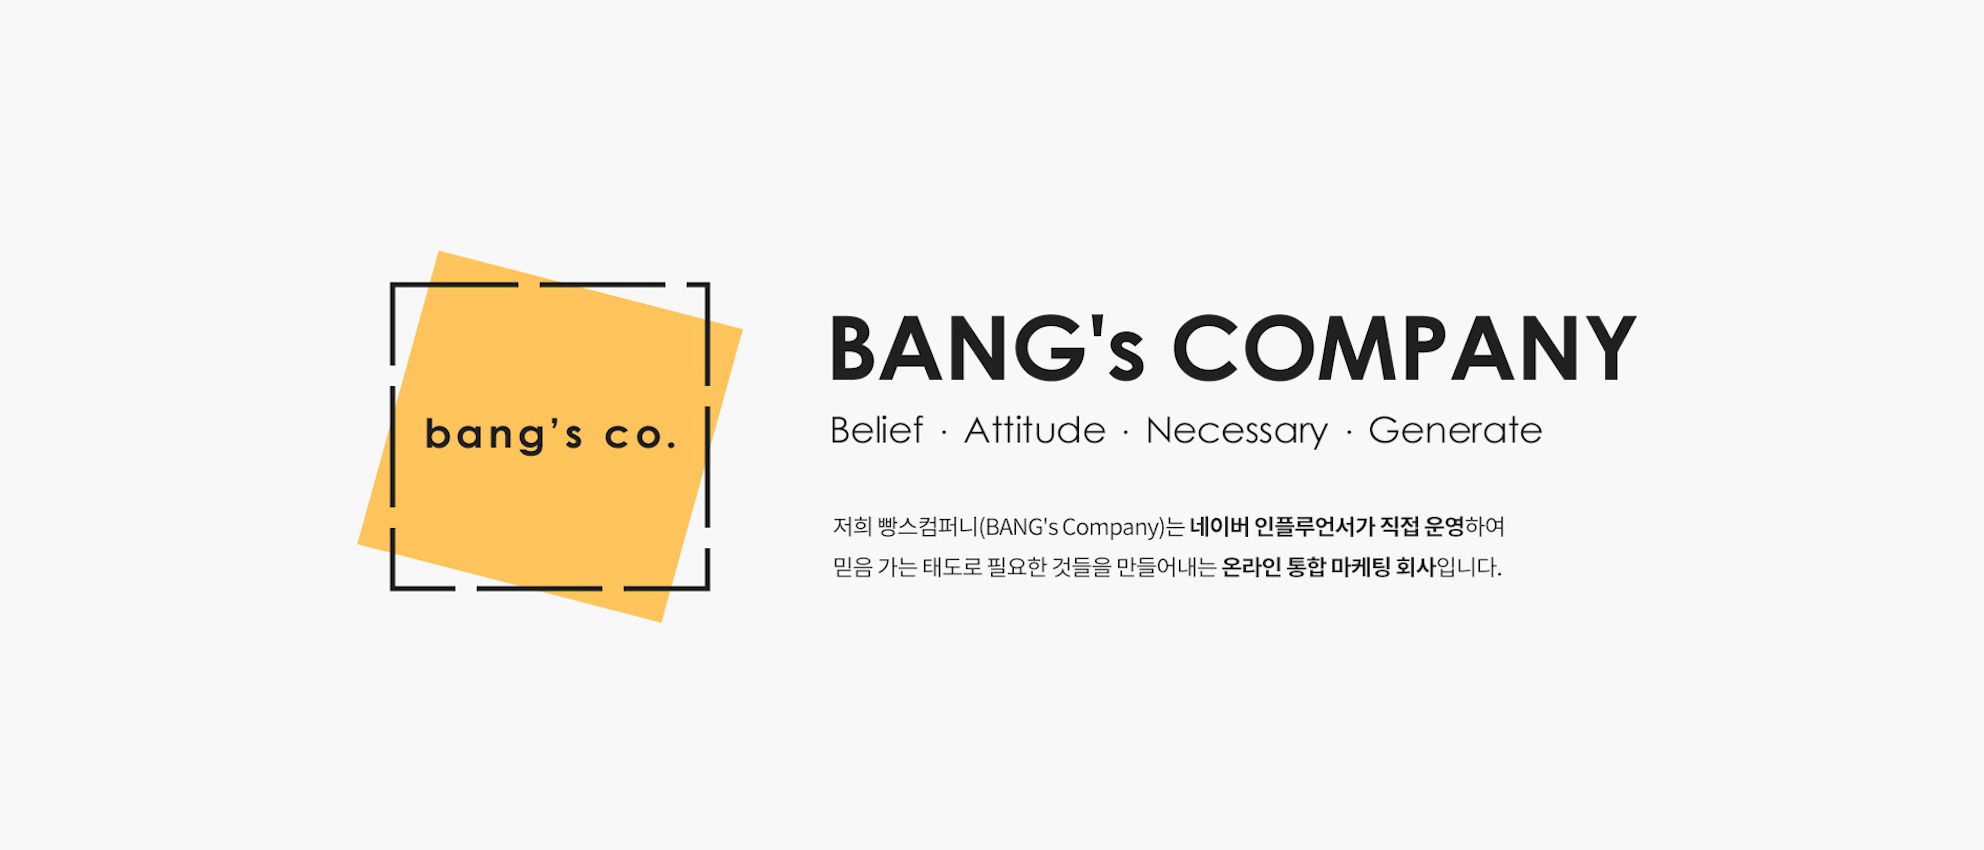 bang’s co.
BANG's COMPANY
Belief · Attitude · Necessary · Generate
저희 빵스컴퍼니(BANG's Company)는 네이버 인플루언서가 직접 운영하여
믿음 가는 태도로 필요한 것들을 만들어내는 온라인 통합 마케팅 회사입니다.